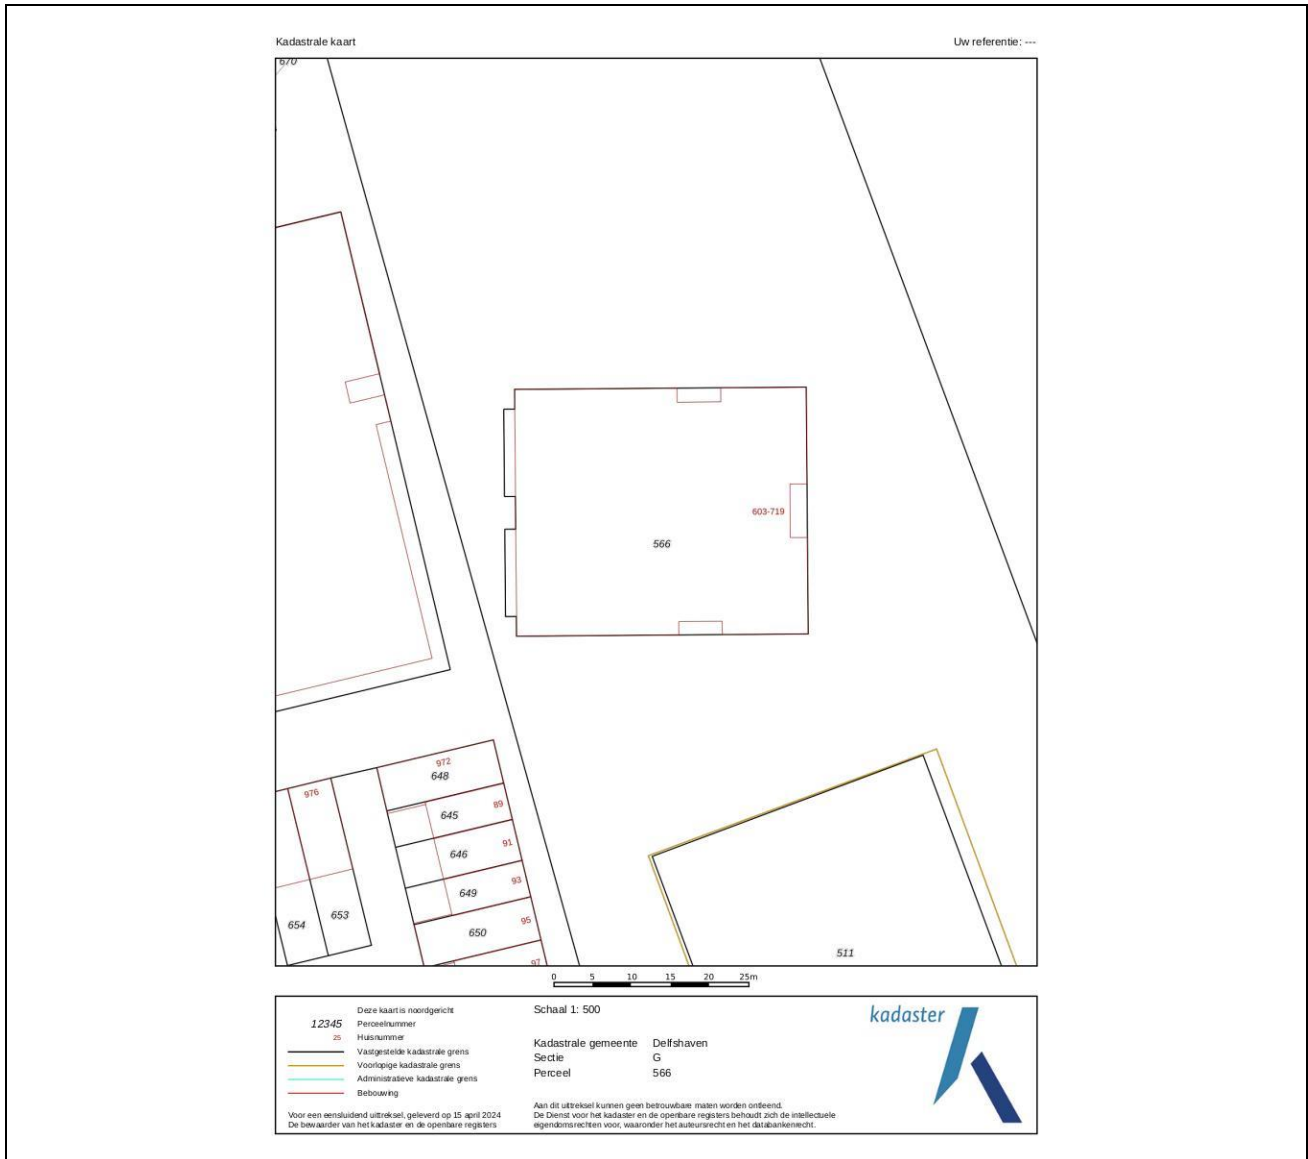 Kadastrale kaart
Uw referentie: ---
670
603-719
566
972
648
976
89
645
91
646
93
649
653
95
654
650
511
97
0 5 10 15 20 25m
Deze kaart is noordgericht
12345 Perceelnummer
25 Huisnummer
Vastgestelde kadastrale grens
Voorlopige kadastrale grens
Administratieve kadastrale grens
Bebouwing
Voor een eensluidend uittreksel, geleverd op 15 april 2024
De bewaarder van het kadaster en de openbare registers
Schaal 1: 500
Kadastrale gemeente Delfshaven
Sectie G
Perceel 566
Aan dit uittreksel kunnen geen betrouwbare maten worden ontleend.
De Dienst voor het kadaster en de openbare registers behoudt zich de intellectuele
eigendomsrechten voor, waaronder het auteursrecht en het databankenrecht.
kadaster